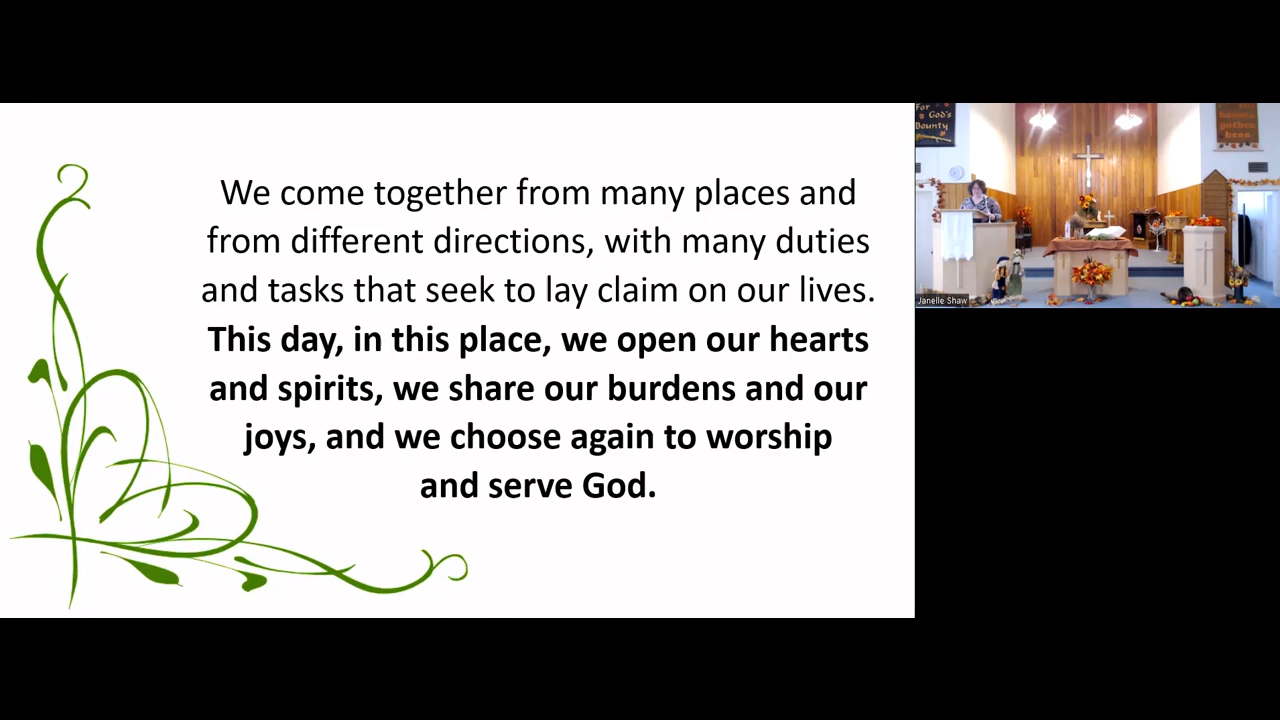 We come together from many places and
from different directions, with many duties
and tasks that seek to lay claim on our lives.
This day, in this place, we open our hearts
and spirits, we share our burdens and our
joys, and we choose again to worship
and serve God.
For
God's
Bounty
gather
here
Janelle Shaw